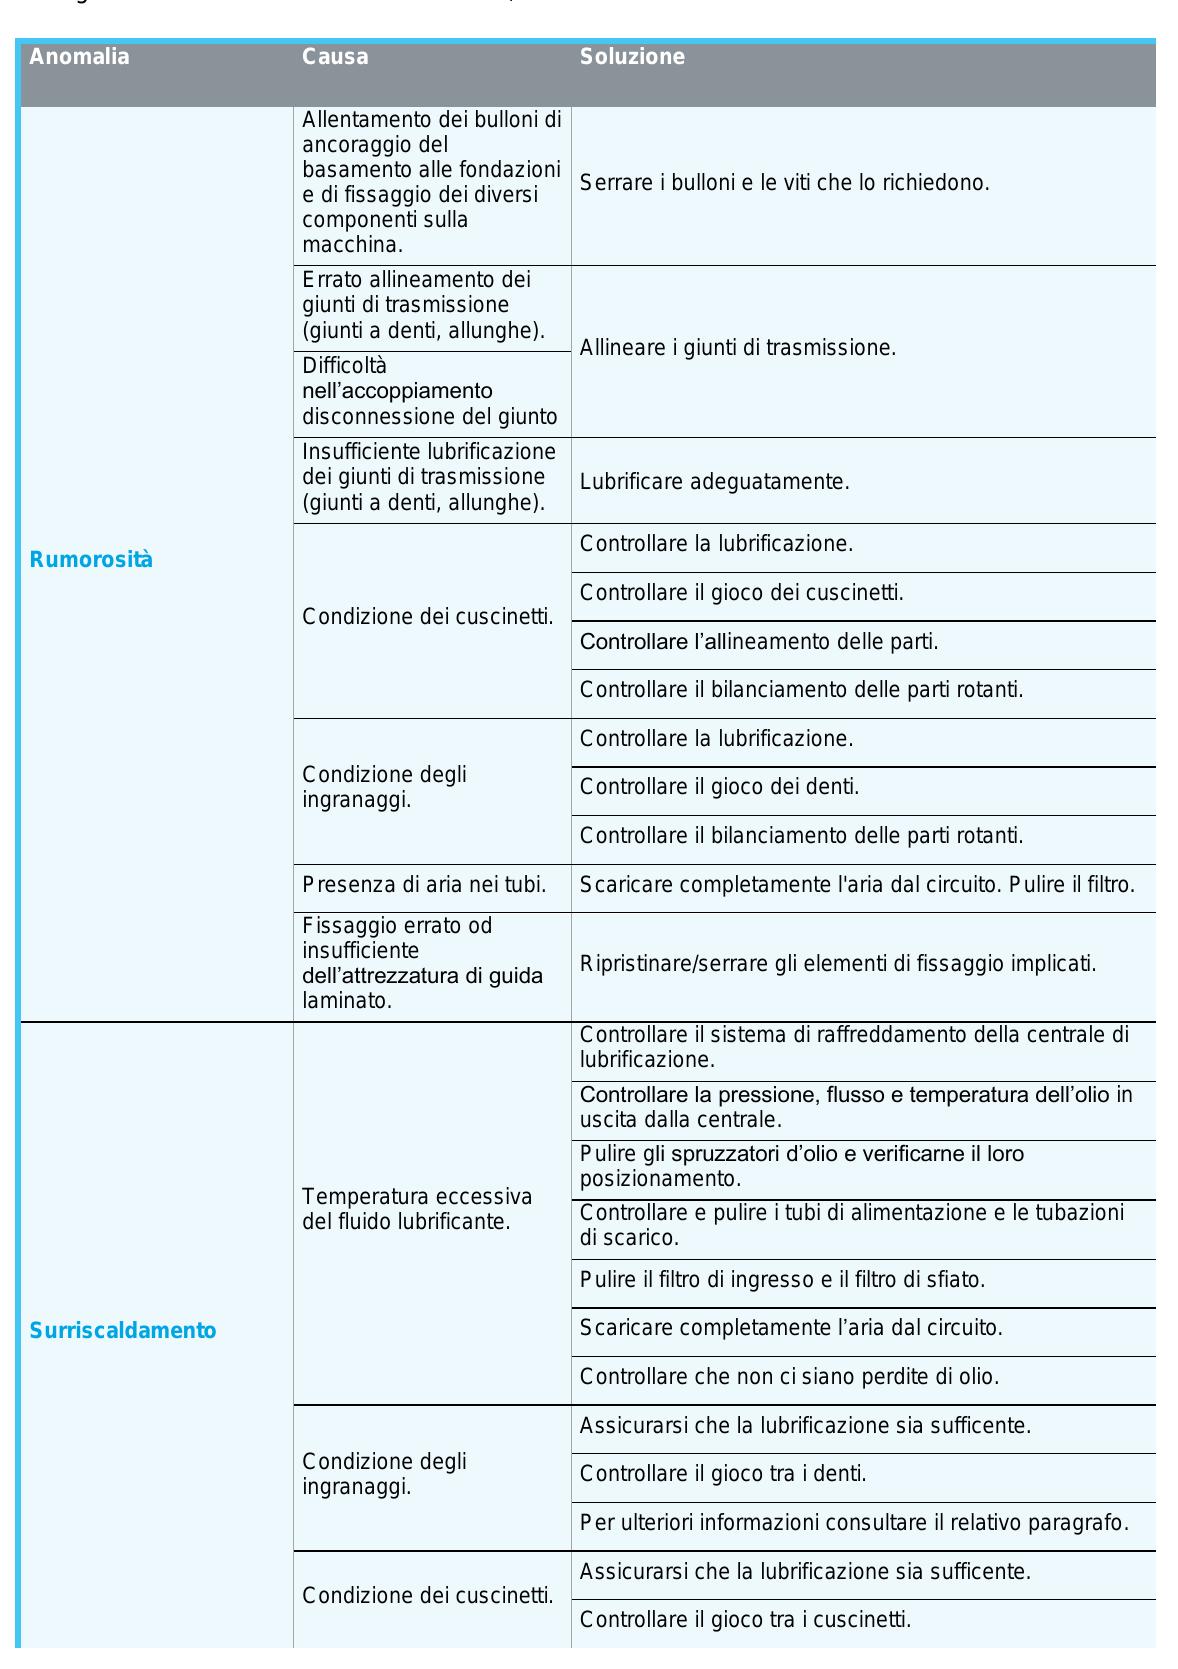 Anomalia
Causa
Soluzione
Rumorosità
Allentamento dei bulloni di
ancoraggio del
basamento alle fondazioni
e di fissaggio dei diversi
componenti sulla
macchina.
Serrare i bulloni e le viti che lo richiedono.
Errato allineamento dei
giunti di trasmissione
(giunti a denti, allunghe).
Allineare i giunti di trasmissione.
Difficoltà
nell’accoppiamento
disconnessione del giunto
Insufficiente lubrificazione
dei giunti di trasmissione
(giunti a denti, allunghe).
Lubrificare adeguatamente.
Condizione dei cuscinetti.
Controllare la lubrificazione.
Controllare il gioco dei cuscinetti.
Controllare l’allineamento delle parti.
Controllare il bilanciamento delle parti rotanti.
Condizione degli
ingranaggi.
Controllare la lubrificazione.
Controllare il gioco dei denti.
Controllare il bilanciamento delle parti rotanti.
Presenza di aria nei tubi.
Scaricare completamente l'aria dal circuito. Pulire il filtro.
Fissaggio errato od
insufficiente
dell’attrezzatura di guida
laminato.
Ripristinare/serrare gli elementi di fissaggio implicati.
Surriscaldamento
Temperatura eccessiva
del fluido lubrificante.
Controllare il sistema di raffreddamento della centrale di
lubrificazione.
Controllare la pressione, flusso e temperatura dell’olio in
uscita dalla centrale.
Pulire gli spruzzatori d’olio e verificarne il loro
posizionamento.
Controllare e pulire i tubi di alimentazione e le tubazioni
di scarico.
Pulire il filtro di ingresso e il filtro di sfiato.
Scaricare completamente l’aria dal circuito.
Controllare che non ci siano perdite di olio.
Condizione degli
ingranaggi.
Assicurarsi che la lubrificazione sia sufficente.
Controllare il gioco tra i denti.
Per ulteriori informazioni consultare il relativo paragrafo.
Condizione dei cuscinetti.
Assicurarsi che la lubrificazione sia sufficente.
Controllare il gioco tra i cuscinetti.